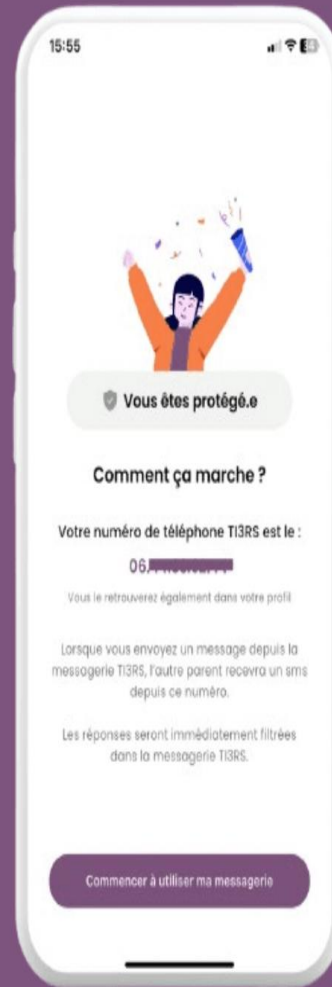 15:55
Vous êtes protégé.e
Comment ça marche ?
Votre numéro de téléphone TI3RS est le :
06.
Vous le retrouverez également dans votre profil
Lorsque vous envoyez un message depuis la
messagerie TI3RS, l'autre parent recevra un sms
depuis ce numéro.
Les réponses seront immédiatement filtrées
dans la messagerie TI3RS.
Commencer à utiliser ma messagerie